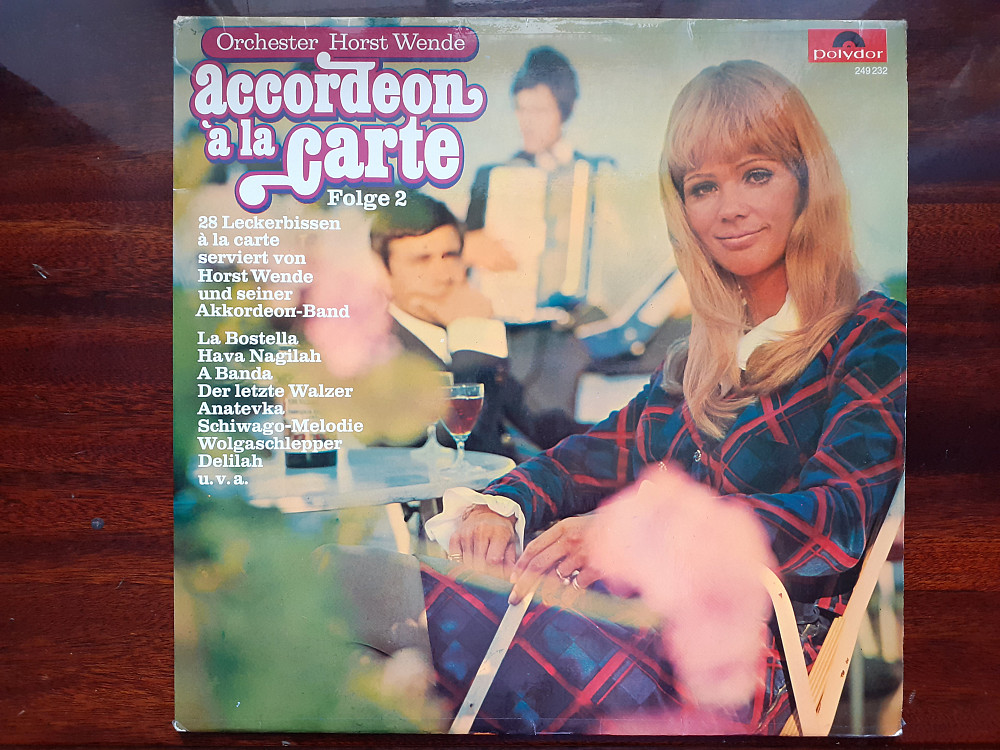 Orchester Horst Wende
accordeon
à la
carte
Folge 2
28 Leckerbissen
à la carte
serviert von
Horst Wende
und seiner
Akkordeon-Band
La Bostella
Hava Nagilah
A Banda
Der letzte Walzer
Anatevka
Schiwago-Melodie
Wolgaschlepper
Delilah
u.v.a.
polydor
249 232